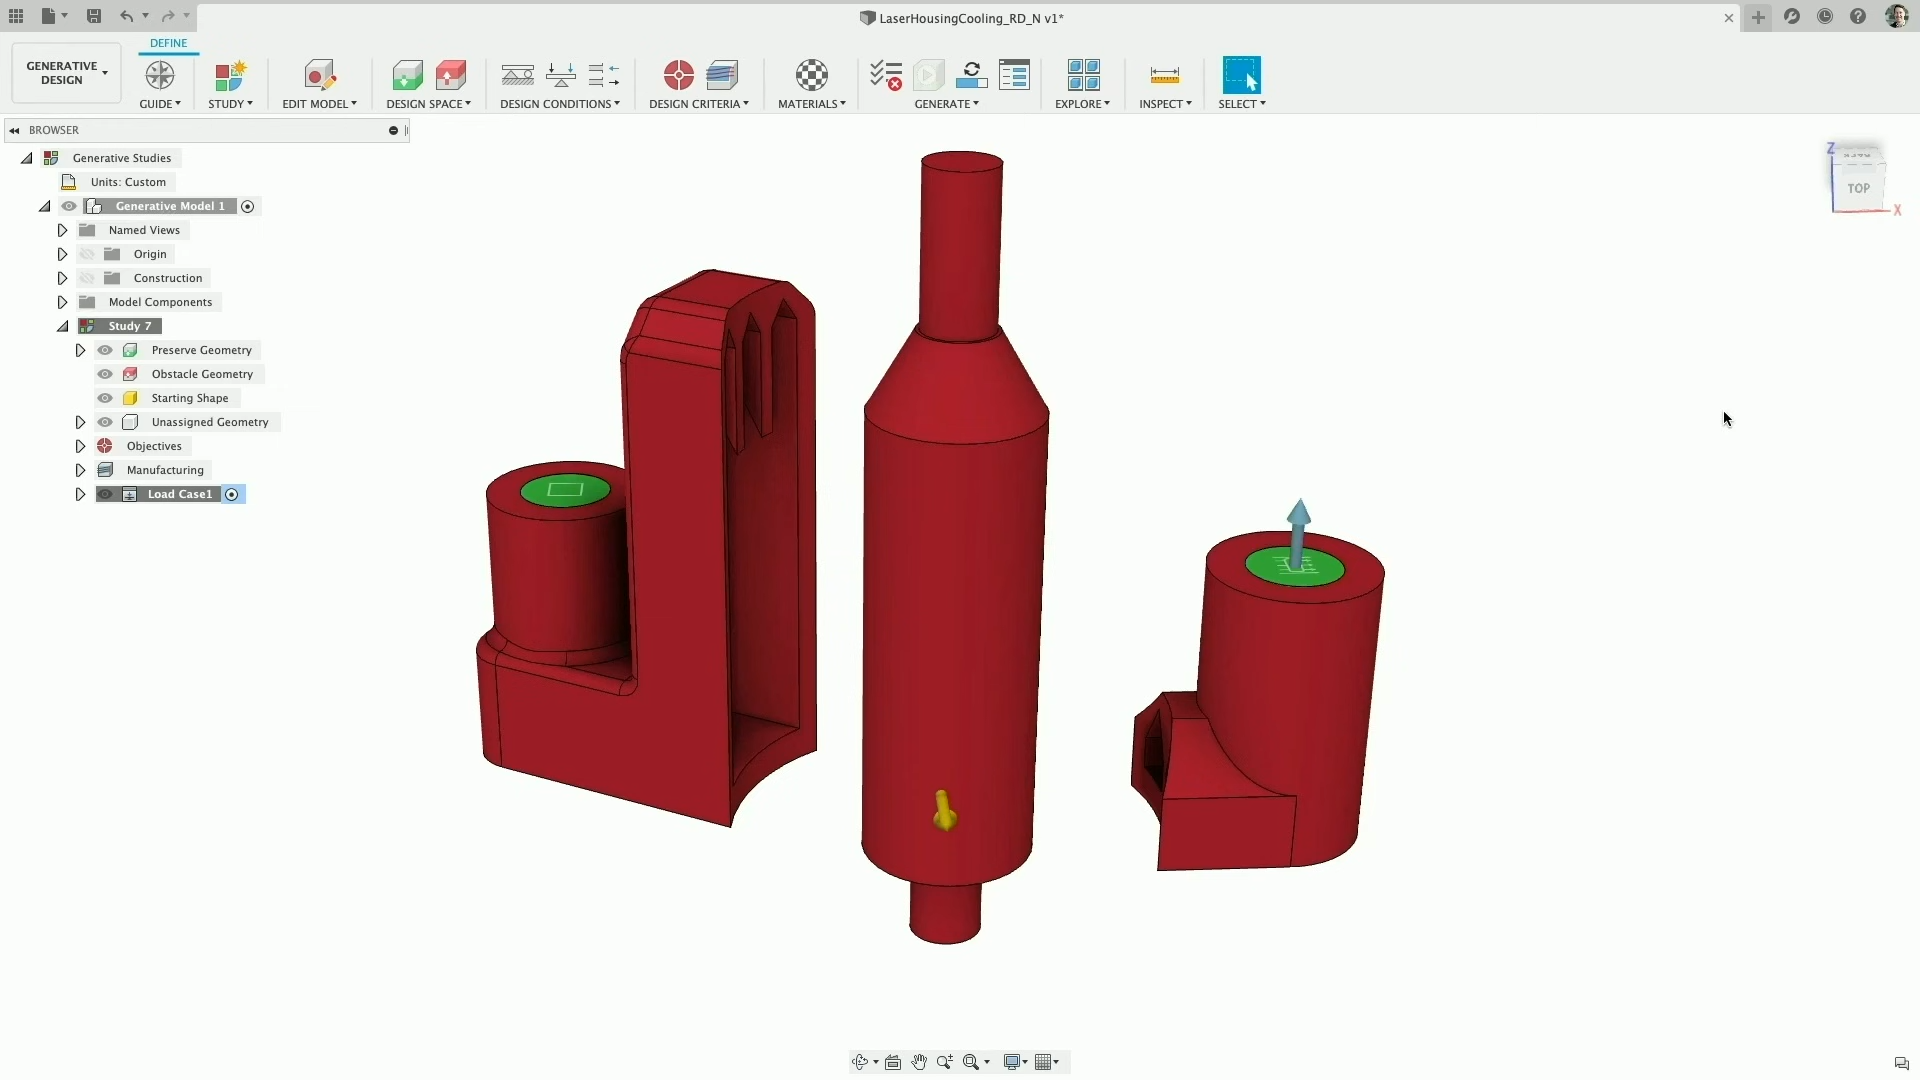 LaserHousingCooling_RD_N v1*
GENERATIVE DESIGN
DEFINE
GUIDE
STUDY
EDIT MODEL
DESIGN SPACE
DESIGN CONDITIONS
DESIGN CRITERIA
MATERIALS
GENERATE
EXPLORE
INSPECT
SELECT
BROWSER
Generative Studies
Units: Custom
Generative Model 1
Named Views
Origin
Construction
Model Components
Study 7
Preserve Geometry
Obstacle Geometry
Starting Shape
Unassigned Geometry
Objectives
Manufacturing
Load Case1
Z
BACK
TOP
X